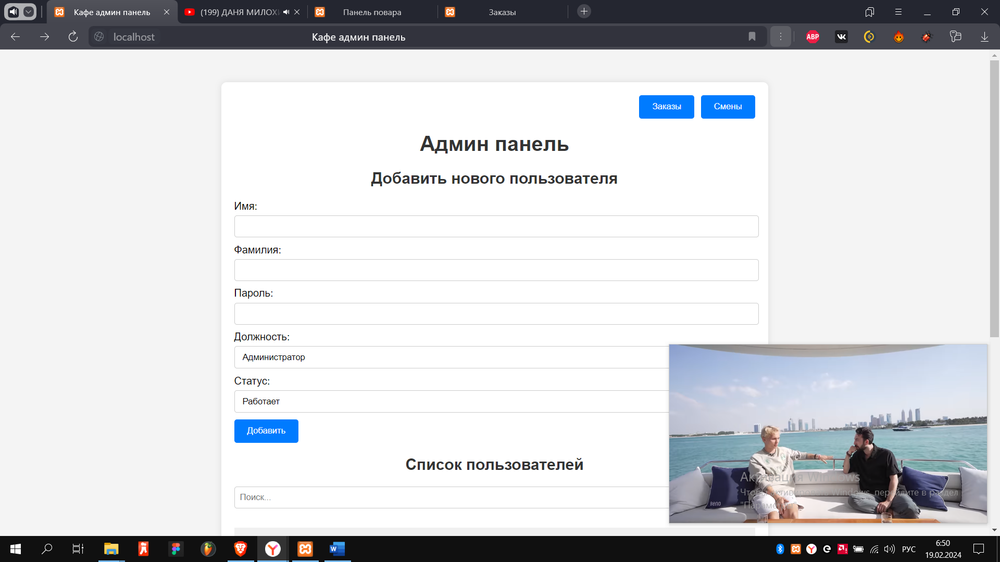 Кафе админ панель
(199) ДАНЯ МИЛОХ
Панель повара
Заказы
localhost
Кафе админ панель
ABP
Заказы
Смены
Админ панель
Добавить нового пользователя
Имя:
Фамилия:
Пароль:
Должность:
Администратор
Статус:
Работает
Добавить
Список пользователей
Поиск...
Активация Windows
Чтобы активировать Windows, перейдите в раздел
"Параметры".
вепо
W
РУС
6:50
19.02.2024